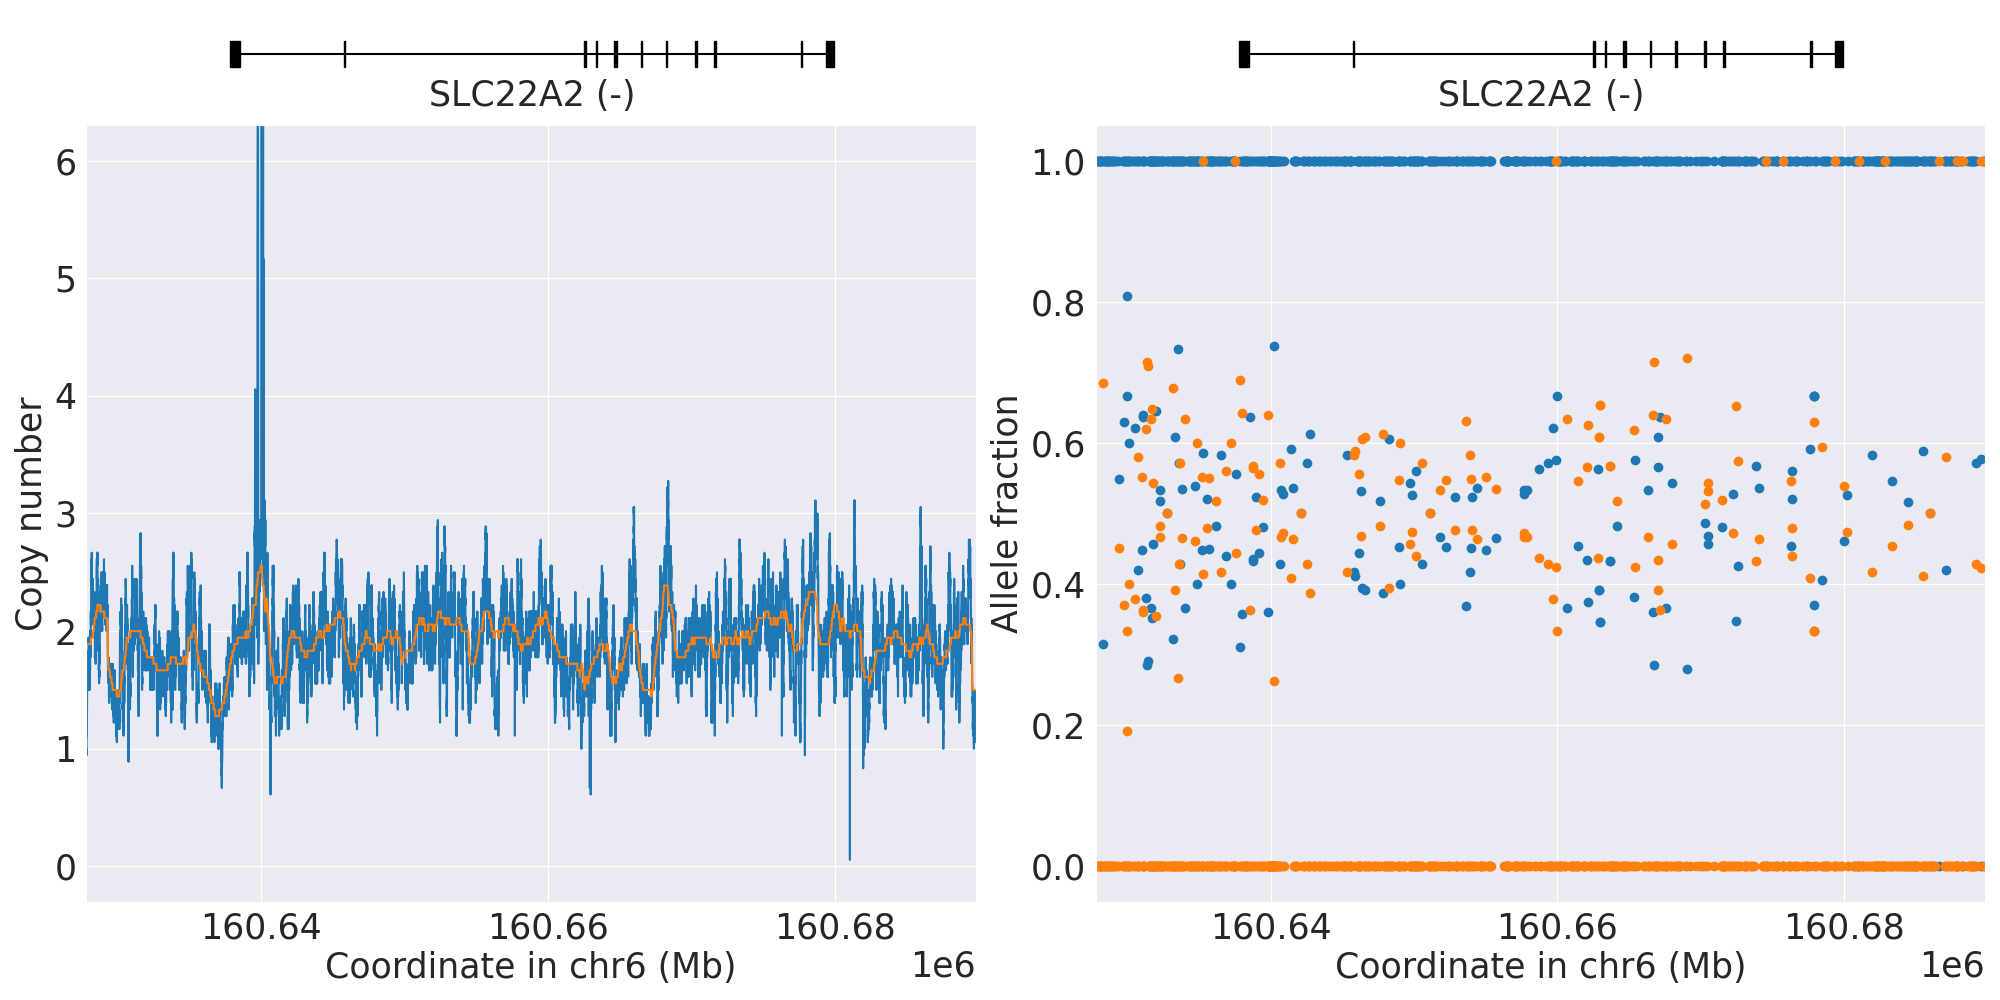 SLC22A2 (-)
Copy number
6
5
4
3
2
1
0
160.64 160.66 160.68
Coordinate in chr6 (Mb) 1e6
SLC22A2 (-)
Allele fraction
1.0
0.8
0.6
0.4
0.2
0.0
160.64 160.66 160.68
Coordinate in chr6 (Mb) 1e6